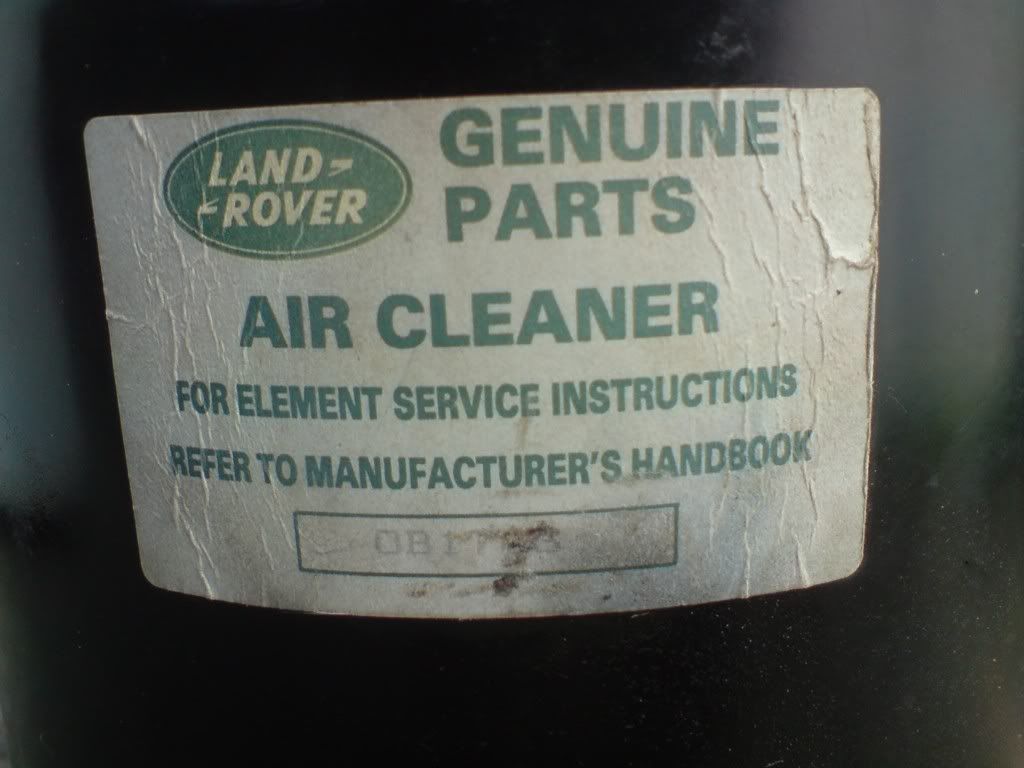 LAND
ROVER
GENUINE
PARTS
AIR CLEANER
FOR ELEMENT SERVICE INSTRUCTIONS
REFER TO MANUFACTURER'S HANDBOOK